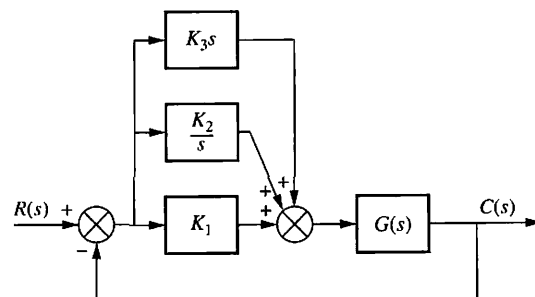 K₃s
K₂
s
R(s) + K₁ + + + G(s) C(s)
−